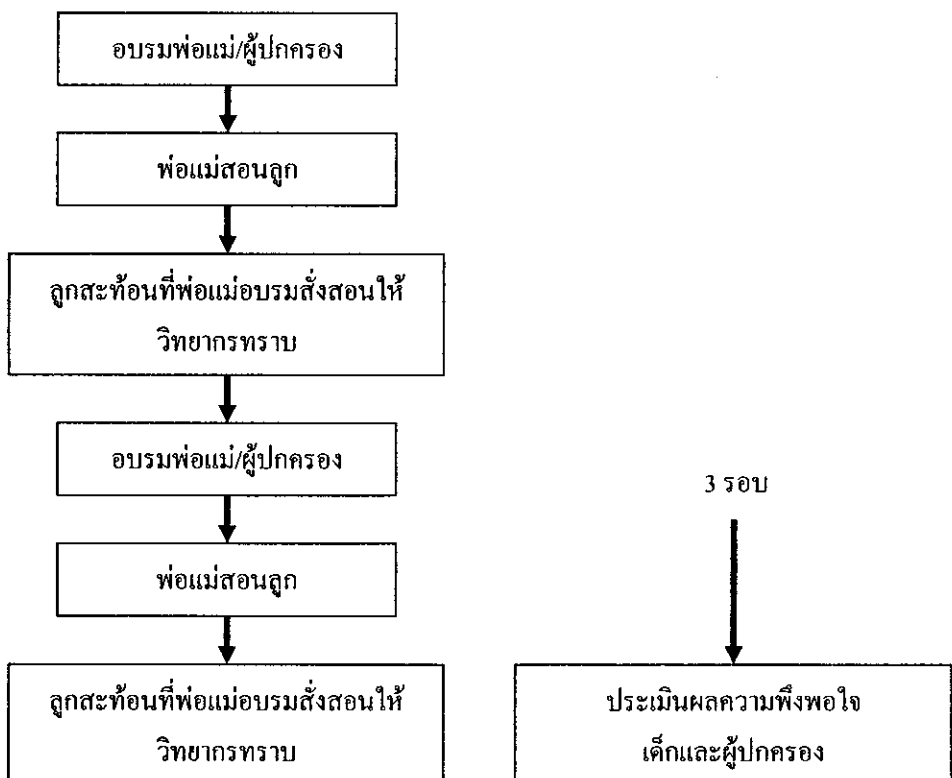 อบรมพ่อแม่/ผู้ปกครอง
พ่อแม่สอนลูก
ลูกสะท้อนที่พ่อแม่อบรมสั่งสอนให้
วิทยากรทราบ
อบรมพ่อแม่/ผู้ปกครอง
พ่อแม่สอนลูก
ลูกสะท้อนที่พ่อแม่อบรมสั่งสอนให้
วิทยากรทราบ
3 รอบ
ประเมินผลความพึงพอใจ
เด็กและผู้ปกครอง